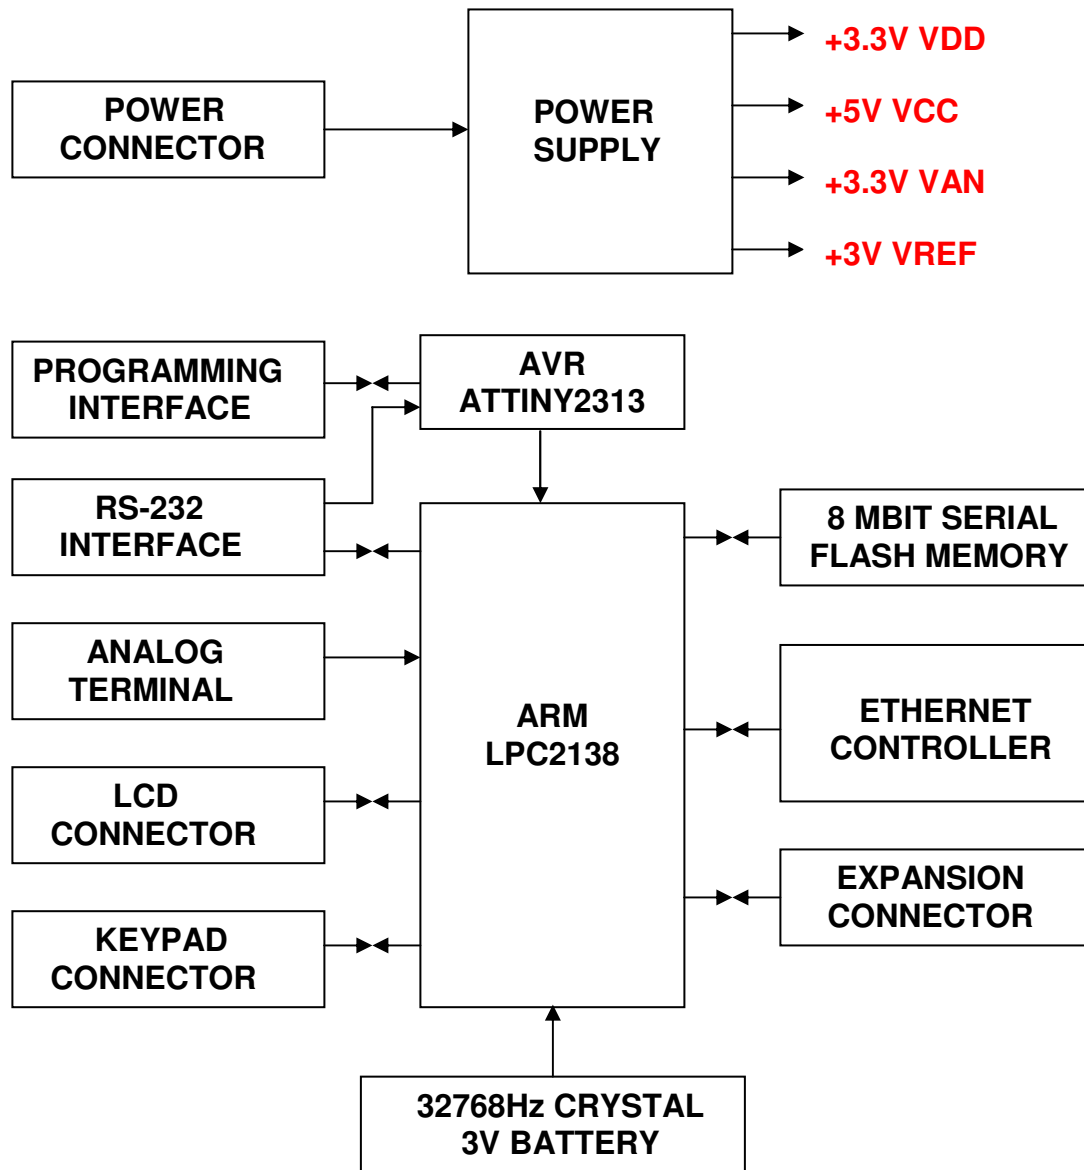 POWER
CONNECTOR
POWER
SUPPLY
+3.3V VDD
+5V VCC
+3.3V VAN
+3V VREF
PROGRAMMING
INTERFACE
AVR
ATTINY2313
RS-232
INTERFACE
8 MBIT SERIAL
FLASH MEMORY
ANALOG
TERMINAL
ARM
LPC2138
ETHERNET
CONTROLLER
LCD
CONNECTOR
EXPANSION
CONNECTOR
KEYPAD
CONNECTOR
32768Hz CRYSTAL
3V BATTERY